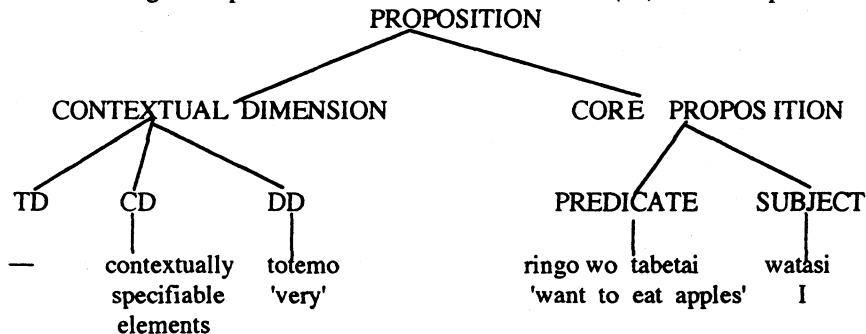 PROPOSITION
CONTEXTUAL DIMENSION CORE PROPOSITION
TD CD DD PREDICATE SUBJECT
— contextually totemo ringo wo tabetai watasi
specifiable 'very' 'want to eat apples' I
elements